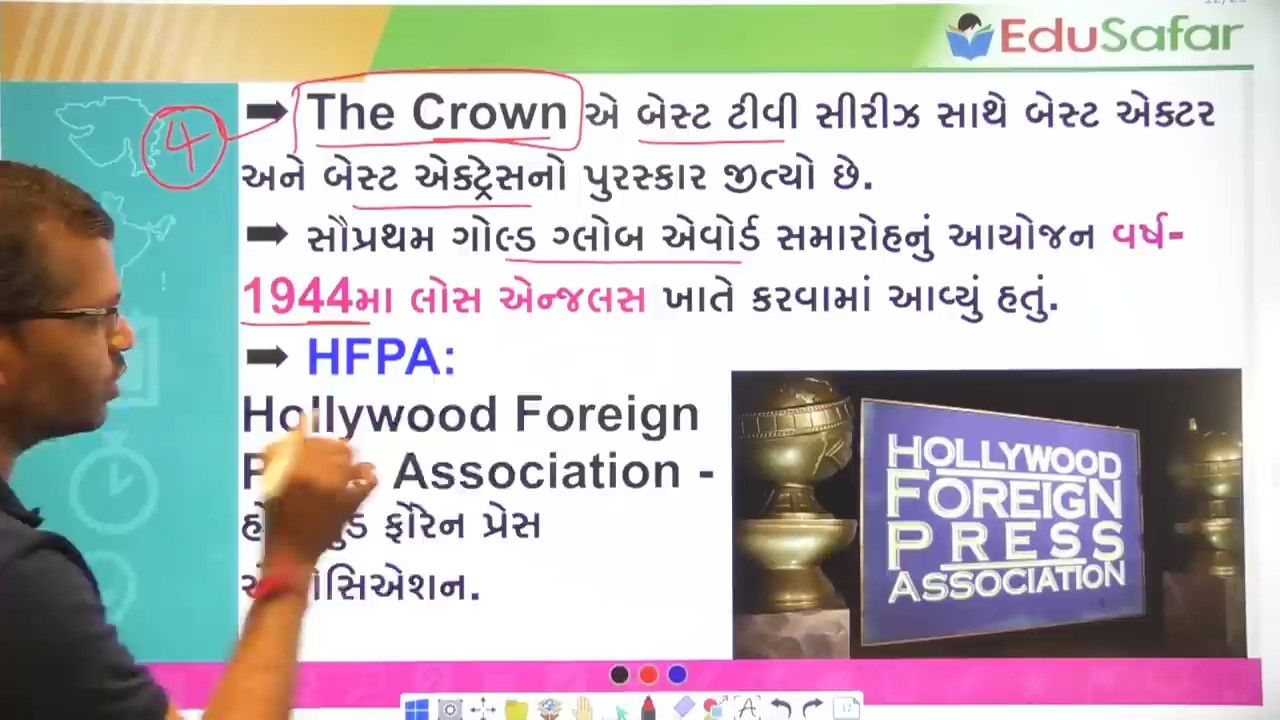 EduSafar
4
➡ The Crown એ બેસ્ટ ટીવી સીરીઝ સાથે બેસ્ટ એક્ટર
અને બેસ્ટ એક્ટ્રેસનો પુરસ્કાર જીત્યો છે.
➡ સૌપ્રથમ ગોલ્ડ ગ્લોબ એવોર્ડ સમારોહનું આયોજન વર્ષ-
1944મા લોસ એન્જલસ ખાતે કરવામાં આવ્યું હતું.
➡ HFPA:
Hollywood Foreign
Association -
ફોરેન પ્રેસ
HOLLYWOOD
FOREIGN
PRESS
ASSOCIATION